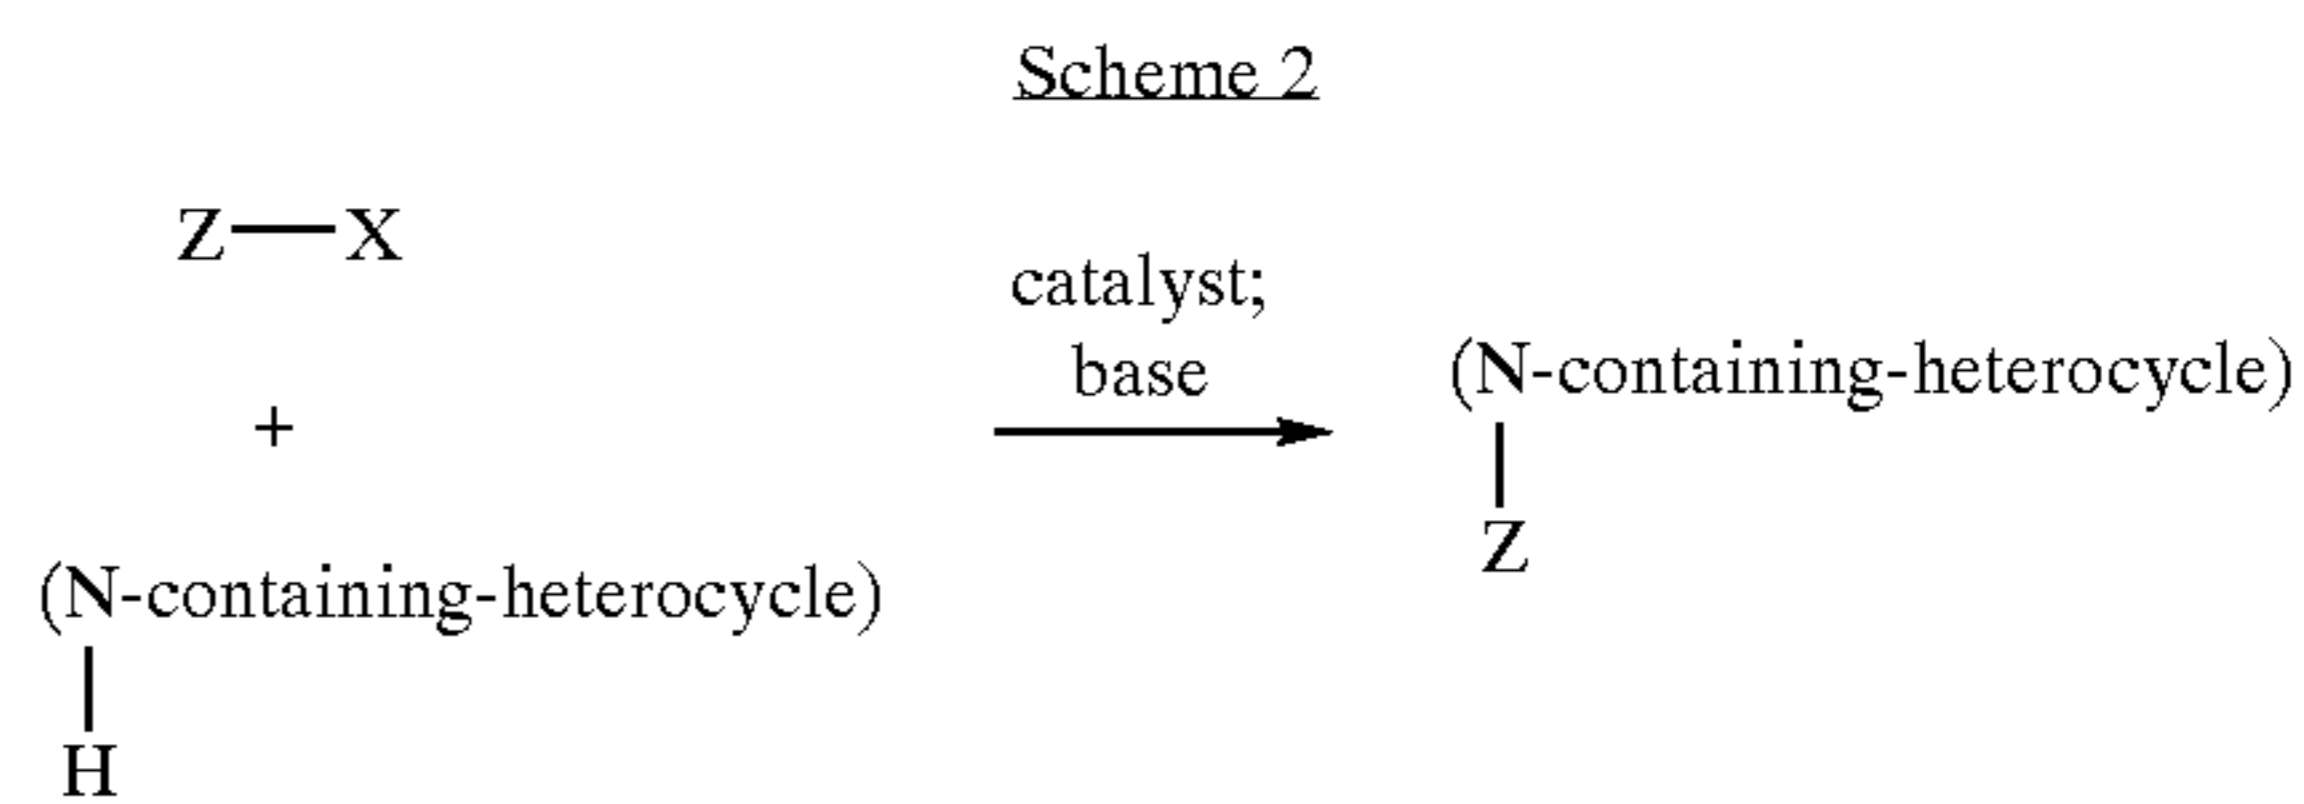 Scheme 2
Z—X
+
(N-containing-heterocycle)
H
catalyst;
base
(N-containing-heterocycle)
Z